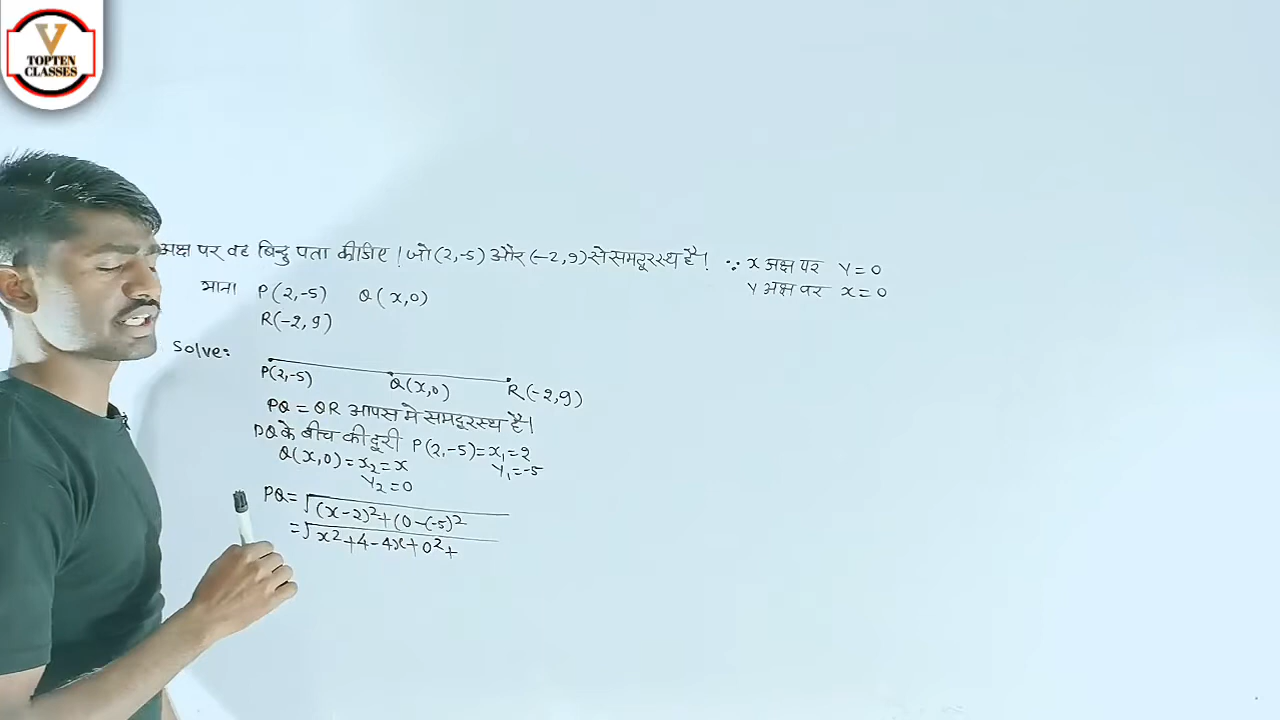 V
TOPTEN
CLASSES
अक्ष पर वह बिन्दु पता कीजिए ! जो (2,-5) और (-2,9) से समदूरस्थ है ! ∵ x अक्ष पर y=0
y अक्ष पर x=0
माना P(2,-5) Q(x,0)
R(-2,9)
Solve:
P(2,-5) Q(x,0) R(-2,9)
PQ = QR आपस मे समदूरस्थ है।
PQ के बीच की दूरी P(2,-5)=x₁=2
Q(x,0)=x₂=x y₁=-5
y₂=0
PQ=√(x-2)²+(0-(-5)²
=√x²+4-4x+0²+